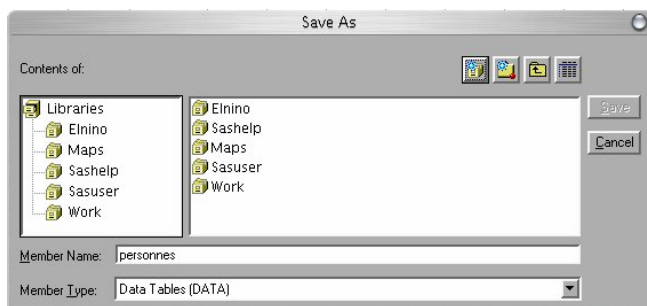 Save As
Contents of:
Libraries
Elnino
Maps
Sashelp
Sasuser
Work
Elnino
Sashelp
Maps
Sasuser
Work
Save
Cancel
Member Name: personnes
Member Type: Data Tables (DATA)